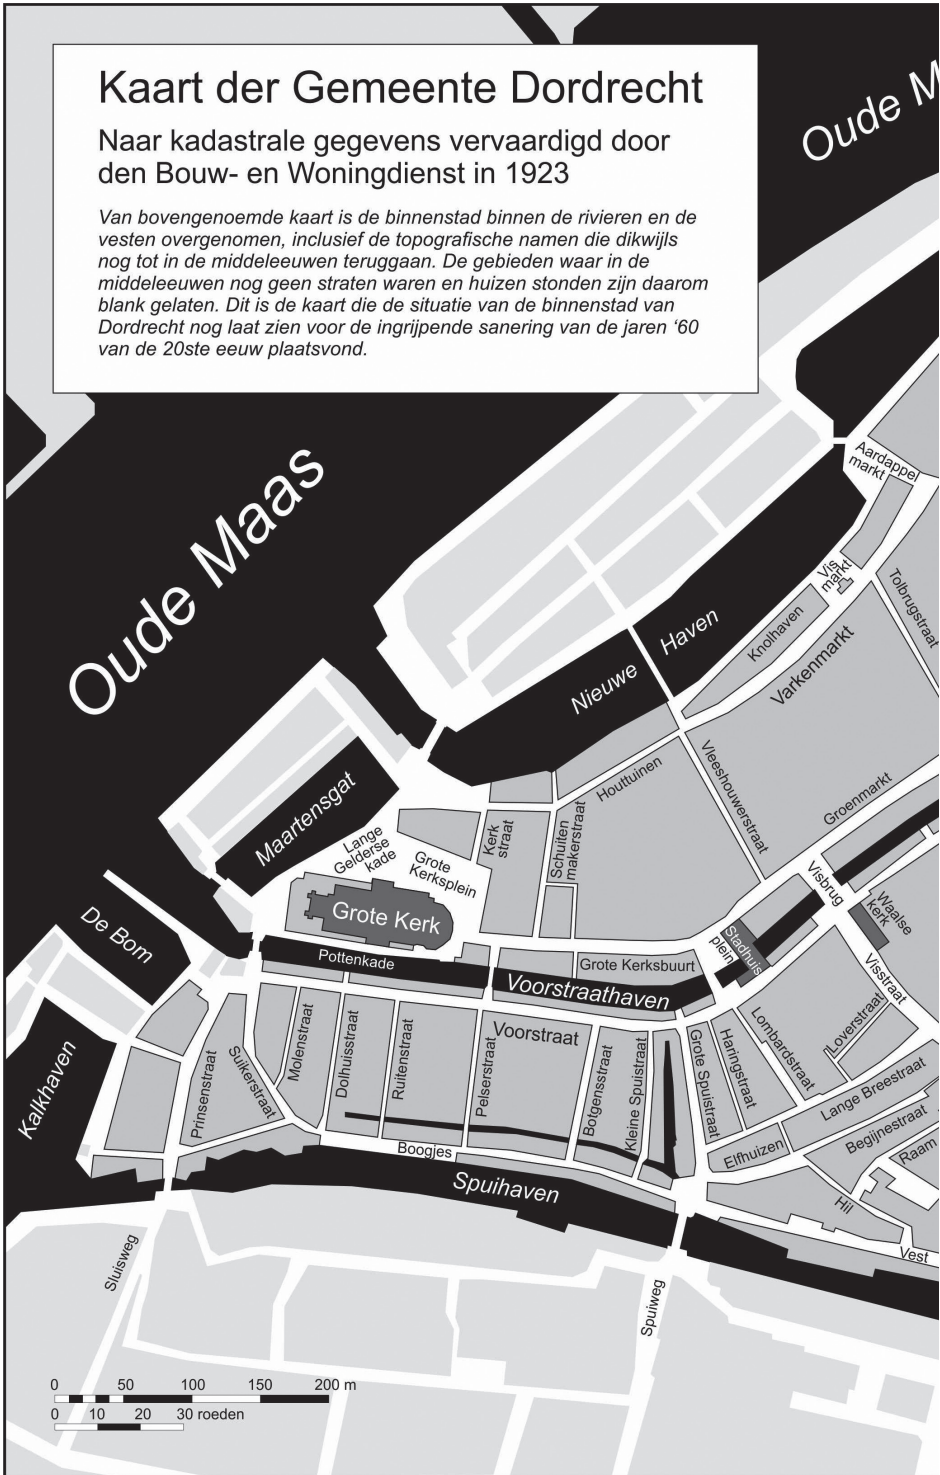 Kaart der Gemeente Dordrecht
Naar kadastrale gegevens vervaardigd door
den Bouw- en Woningdienst in 1923
Van bovengenoemde kaart is de binnenstad binnen de rivieren en de
vesten overgenomen, inclusief de topografische namen die dikwijls
nog tot in de middeleeuwen teruggaan. De gebieden waar in de
middeleeuwen nog geen straten waren en huizen stonden zijn daarom
blank gelaten. Dit is de kaart die de situatie van de binnenstad van
Dordrecht nog laat zien voor de ingrijpende sanering van de jaren ‘60
van de 20ste eeuw plaatsvond.
Oude M
Oude Maas
Aardappel
markt
Vis
markt
Tolbrugstraat
Knolhaven
Varkenmarkt
Nieuwe Haven
Houttuinen
Vleeshouwerstraat
Groenmarkt
Maartensgat
Lange
Gelderse
kade
Grote
Kerksplein
Kerk
straat
Schuiten
makerstraat
Grote Kerk
Visbrug
Waalse
kerk
Stadhuis
plein
De Bom
Pottenkade
Grote Kerksbuurt
Voorstraathaven
Visstraat
Kalkhaven
Prinsenstraat
Suikerstraat
Molenstraat
Dolhuisstraat
Ruitenstraat
Voorstraat
Pelserstraat
Botgensstraat
Kleine Spuistraat
Grote Spuistraat
Haringstraat
Lombardstraat
Loverstraat
Lange Breestraat
Begijnestraat
Raam
Elfhuizen
Boogjes
Spuihaven
Hil
Vest
Sluisweg
Spuiweg
0 50 100 150 200 m
0 10 20 30 roeden